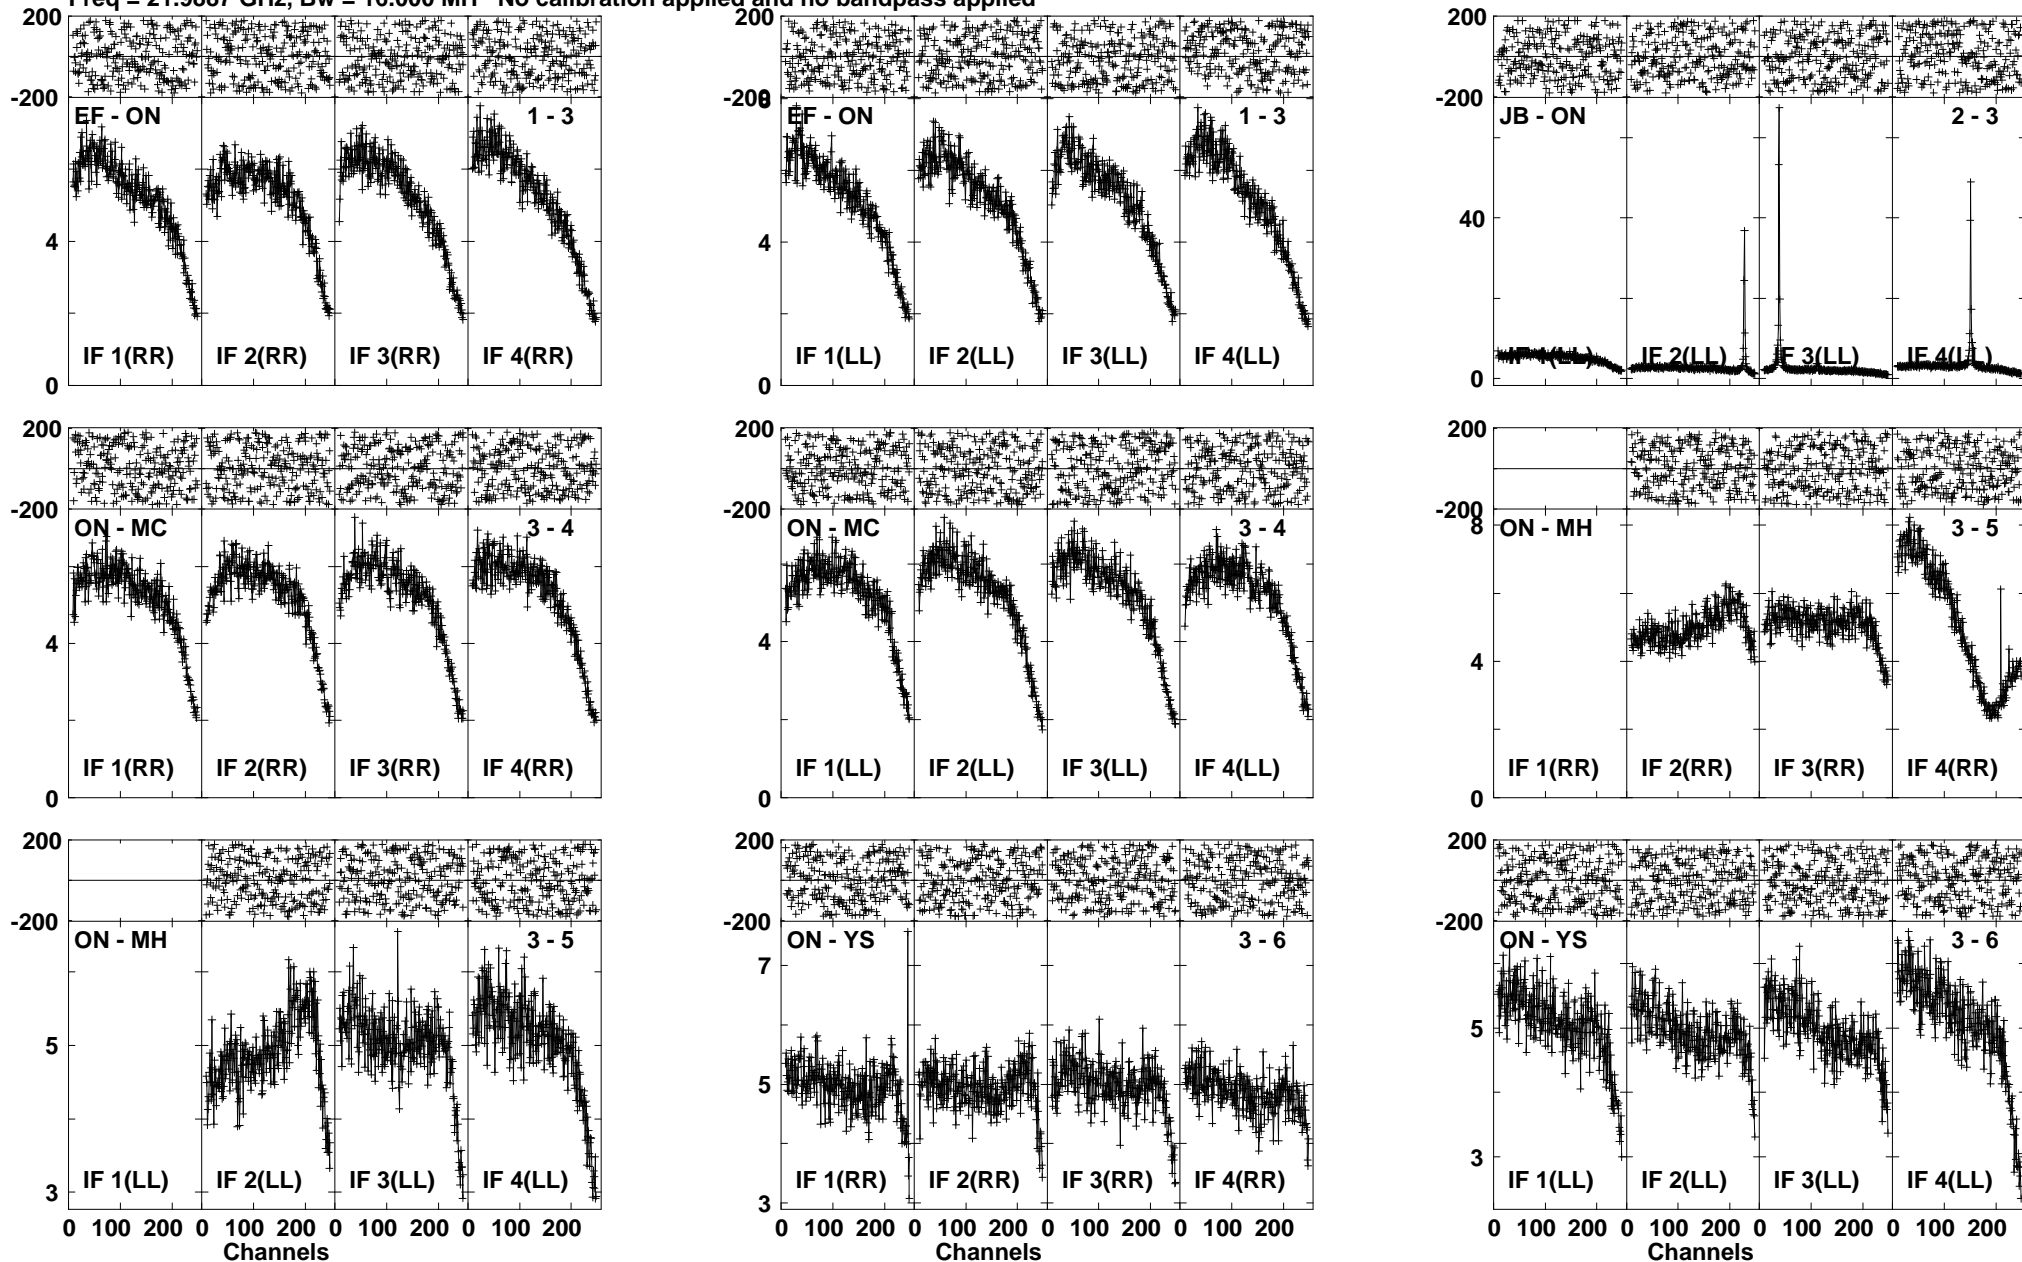 No calibration applied and no bandpass applied
200
-200
EF - ON 1 - 3
4
0
IF 1(RR) IF 2(RR) IF 3(RR) IF 4(RR)
200
-200
8
EF - ON 1 - 3
4
0
IF 1(LL) IF 2(LL) IF 3(LL) IF 4(LL)
200
-200
JB - ON 2 - 3
40
0
IF 1(LL) IF 2(LL) IF 3(LL) IF 4(LL)
200
-200
ON - MC 3 - 4
4
0
IF 1(RR) IF 2(RR) IF 3(RR) IF 4(RR)
200
-200
ON - MC 3 - 4
4
0
IF 1(LL) IF 2(LL) IF 3(LL) IF 4(LL)
200
-200
8
ON - MH 3 - 5
4
0
IF 1(RR) IF 2(RR) IF 3(RR) IF 4(RR)
200
-200
ON - MH 3 - 5
5
3
IF 1(LL) IF 2(LL) IF 3(LL) IF 4(LL)
0 100 200 0 100 200 0 100 200 0 100 200
Channels
200
-200
ON - YS 3 - 6
7
5
3
IF 1(RR) IF 2(RR) IF 3(RR) IF 4(RR)
0 100 200 0 100 200 0 100 200 0 100 200
200
-200
ON - YS 3 - 6
5
3
IF 1(LL) IF 2(LL) IF 3(LL) IF 4(LL)
0 100 200 0 100 200 0 100 200 0 100 200
Channels